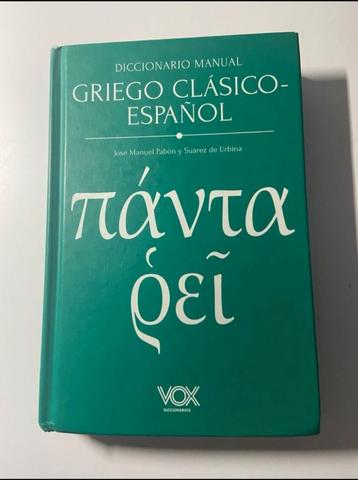 DICCIONARIO MANUAL
GRIEGO CLÁSICO-
ESPAÑOL
José Manuel Pabón y Suárez de Urbina
πάντα
ῥεῖ
VOX
DICCIONARIOS